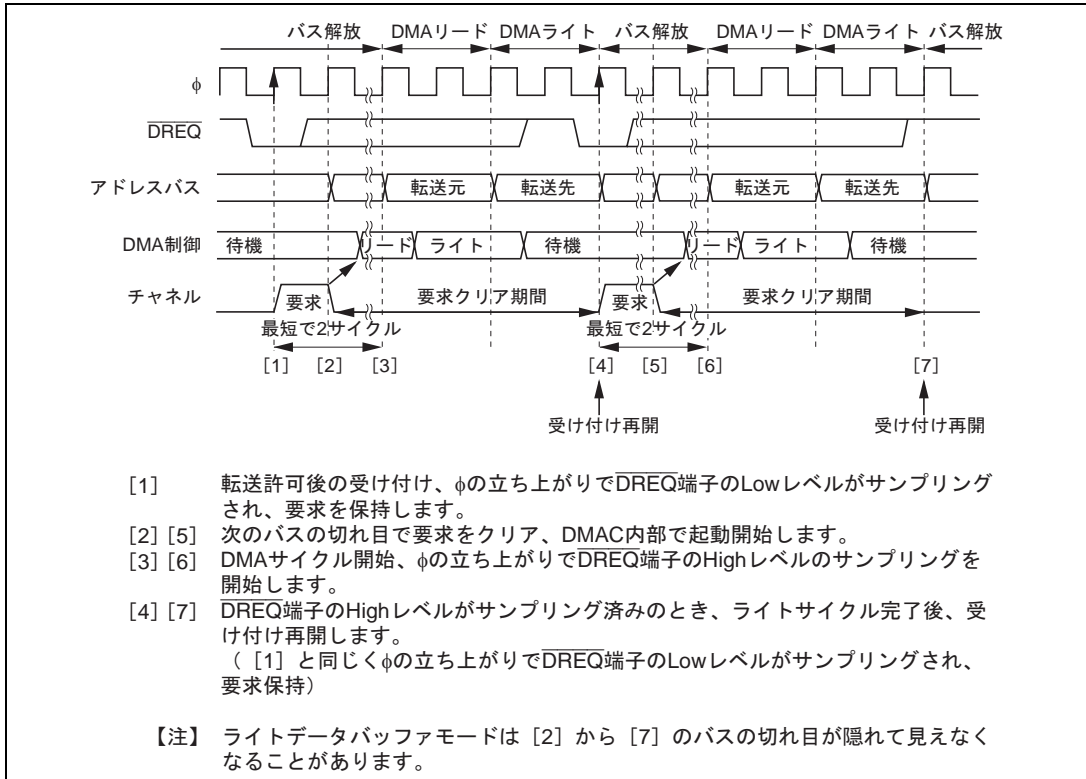 バス解放 DMAリード DMAライト バス解放 DMAリード DMAライト バス解放
φ
DREQ
アドレスバス 転送元 転送先 転送元 転送先
DMA制御 待機 リード ライト 待機 リード ライト 待機
チャネル 要求 要求クリア期間 要求 要求クリア期間
最短で2サイクル 最短で2サイクル
[1] [2] [3] [4] [5] [6] [7]
受け付け再開 受け付け再開
[1] 転送許可後の受け付け、φの立ち上がりでDREQ端子のLowレベルがサンプリング
され、要求を保持します。
[2] [5] 次のバスの切れ目で要求をクリア、DMAC内部で起動開始します。
[3] [6] DMAサイクル開始、φの立ち上がりでDREQ端子のHighレベルのサンプリングを
開始します。
[4] [7] DREQ端子のHighレベルがサンプリング済みのとき、ライトサイクル完了後、受
け付け再開します。
([1]と同じくφの立ち上がりでDREQ端子のLowレベルがサンプリングされ、
要求保持)
【注】 ライトデータバッファモードは[2]から[7]のバスの切れ目が隠れて見えなく
なることがあります。